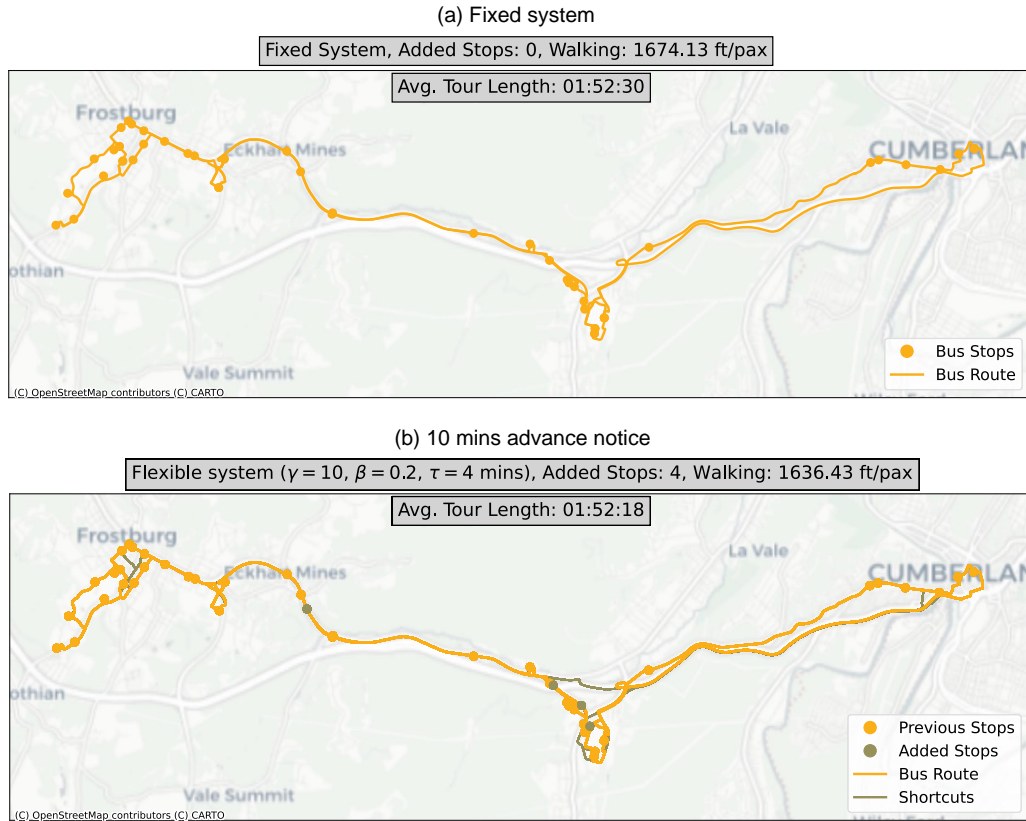 (a) Fixed system
Fixed System, Added Stops: 0, Walking: 1674.13 ft/pax
Avg. Tour Length: 01:52:30
Frostburg
La Vale
Eckhart Mines
CUMBERLAN
othian
Vale Summit
Bus Stops
Bus Route
(C) OpenStreetMap contributors (C) CARTO
(b) 10 mins advance notice
Flexible system (γ = 10, β = 0.2, τ = 4 mins), Added Stops: 4, Walking: 1636.43 ft/pax
Avg. Tour Length: 01:52:18
Frostburg
La Vale
Eckhart Mines
CUMBERLAN
othian
Vale Summit
Previous Stops
Added Stops
Bus Route
Shortcuts
(C) OpenStreetMap contributors (C) CARTO